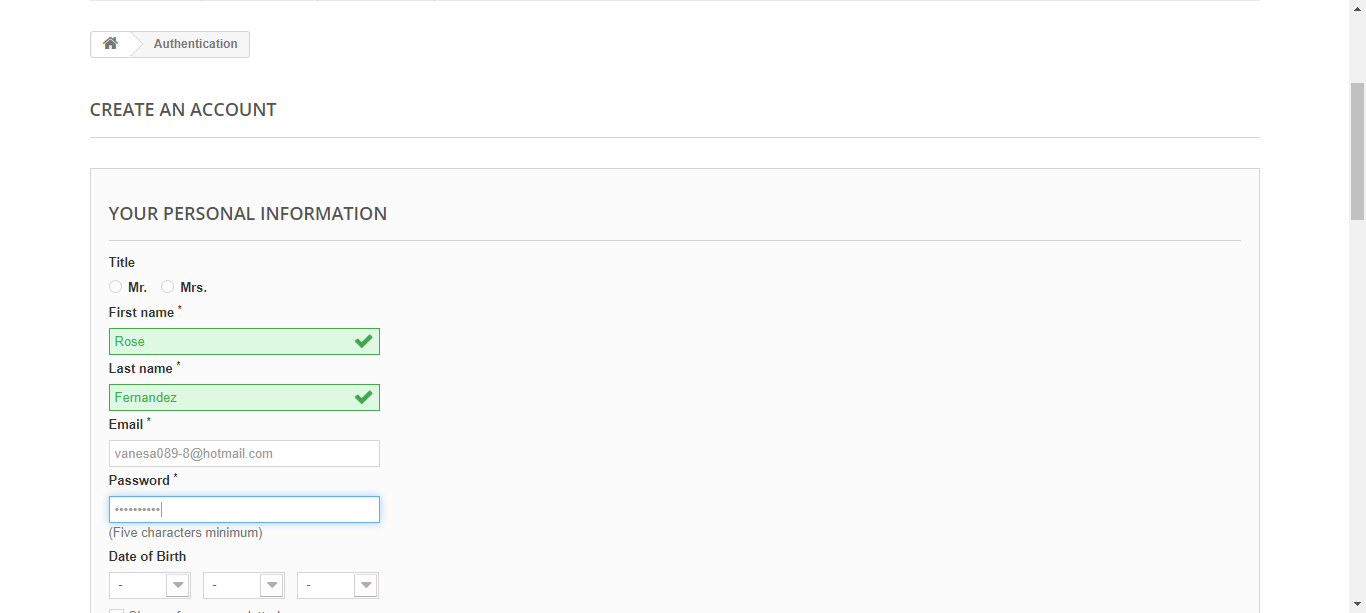 Authentication
CREATE AN ACCOUNT
YOUR PERSONAL INFORMATION
Title
Mr. Mrs.
First name *
Rose
Last name *
Fernandez
Email *
vanesa089-8@hotmail.com
Password *
••••••••••
(Five characters minimum)
Date of Birth
- - -